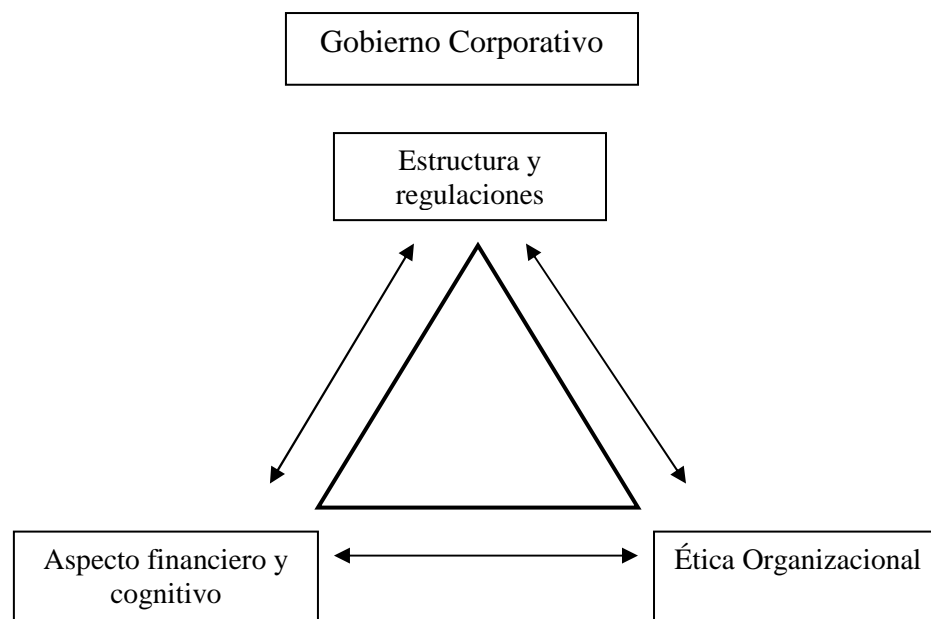 Gobierno Corporativo
Estructura y
regulaciones
Aspecto financiero y
cognitivo
Ética Organizacional